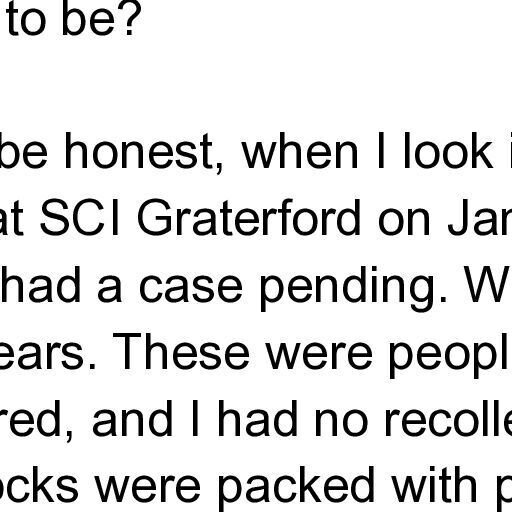 to be?
be honest, when I look
at SCI Graterford on Jan
had a case pending. W
ears. These were peopl
red, and I had no recolle
ocks were packed with p